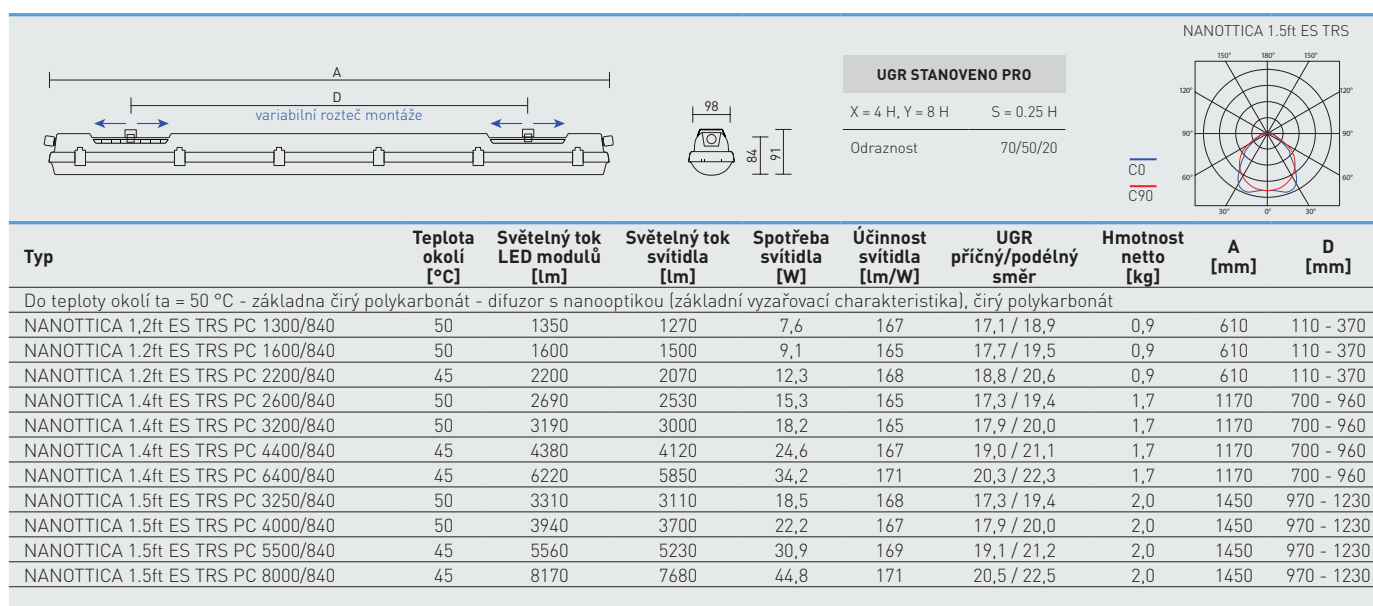 NANOTTICA 1.5ft ES TRS
A
D
variabilní rozteč montáže
98
84
91
UGR STANOVENO PRO
X = 4 H, Y = 8 H S = 0.25 H
Odraznost 70/50/20
C0
C90
150° 180° 150°
120° 120°
90° 90°
60° 60°
30° 0° 30°
Typ Teplota okolí [°C] Světelný tok LED modulů [lm] Světelný tok svítidla [lm] Spotřeba svítidla [W] Účinnost svítidla [lm/W] UGR příčný/podélný směr Hmotnost netto [kg] A [mm] D [mm]
Do teploty okolí ta = 50 °C - základna čirý polykarbonát - difuzor s nanooptikou (základní vyzařovací charakteristika), čirý polykarbonát
NANOTTICA 1,2ft ES TRS PC 1300/840 50 1350 1270 7,6 167 17,1 / 18,9 0,9 610 110 - 370
NANOTTICA 1.2ft ES TRS PC 1600/840 50 1600 1500 9,1 165 17,7 / 19,5 0,9 610 110 - 370
NANOTTICA 1.2ft ES TRS PC 2200/840 45 2200 2070 12,3 168 18,8 / 20,6 0,9 610 110 - 370
NANOTTICA 1.4ft ES TRS PC 2600/840 50 2690 2530 15,3 165 17,3 / 19,4 1,7 1170 700 - 960
NANOTTICA 1.4ft ES TRS PC 3200/840 50 3190 3000 18,2 165 17,9 / 20,0 1,7 1170 700 - 960
NANOTTICA 1.4ft ES TRS PC 4400/840 45 4380 4120 24,6 167 19,0 / 21,1 1,7 1170 700 - 960
NANOTTICA 1.4ft ES TRS PC 6400/840 45 6220 5850 34,2 171 20,3 / 22,3 1,7 1170 700 - 960
NANOTTICA 1.5ft ES TRS PC 3250/840 50 3310 3110 18,5 168 17,3 / 19,4 2,0 1450 970 - 1230
NANOTTICA 1.5ft ES TRS PC 4000/840 50 3940 3700 22,2 167 17,9 / 20,0 2,0 1450 970 - 1230
NANOTTICA 1.5ft ES TRS PC 5500/840 45 5560 5230 30,9 169 19,1 / 21,2 2,0 1450 970 - 1230
NANOTTICA 1.5ft ES TRS PC 8000/840 45 8170 7680 44,8 171 20,5 / 22,5 2,0 1450 970 - 1230